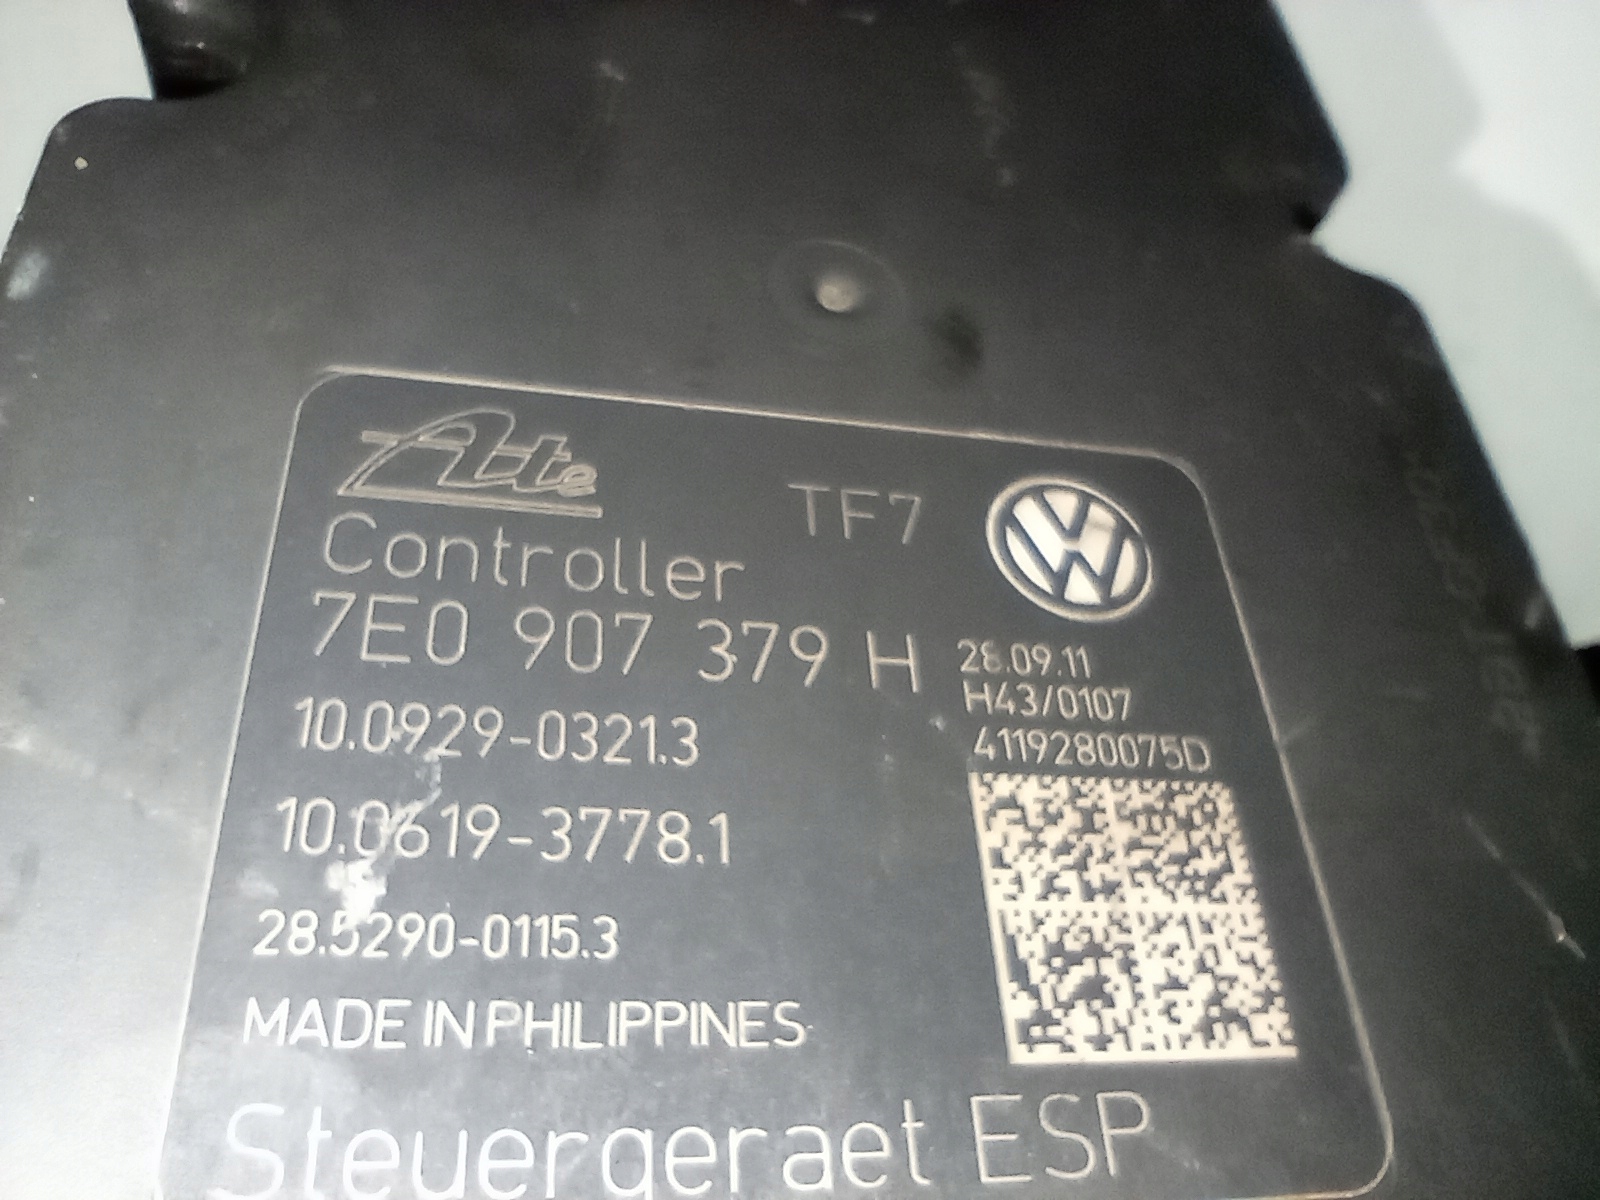 Ate
TF7
Controller
7E0 907 379 H
28.09.11
H43/0107
10.0929-0321.3
4119280075D
10.0619-3778.1
28.5290-0115.3
MADE IN PHILIPPINES
Steuergeraet ESP